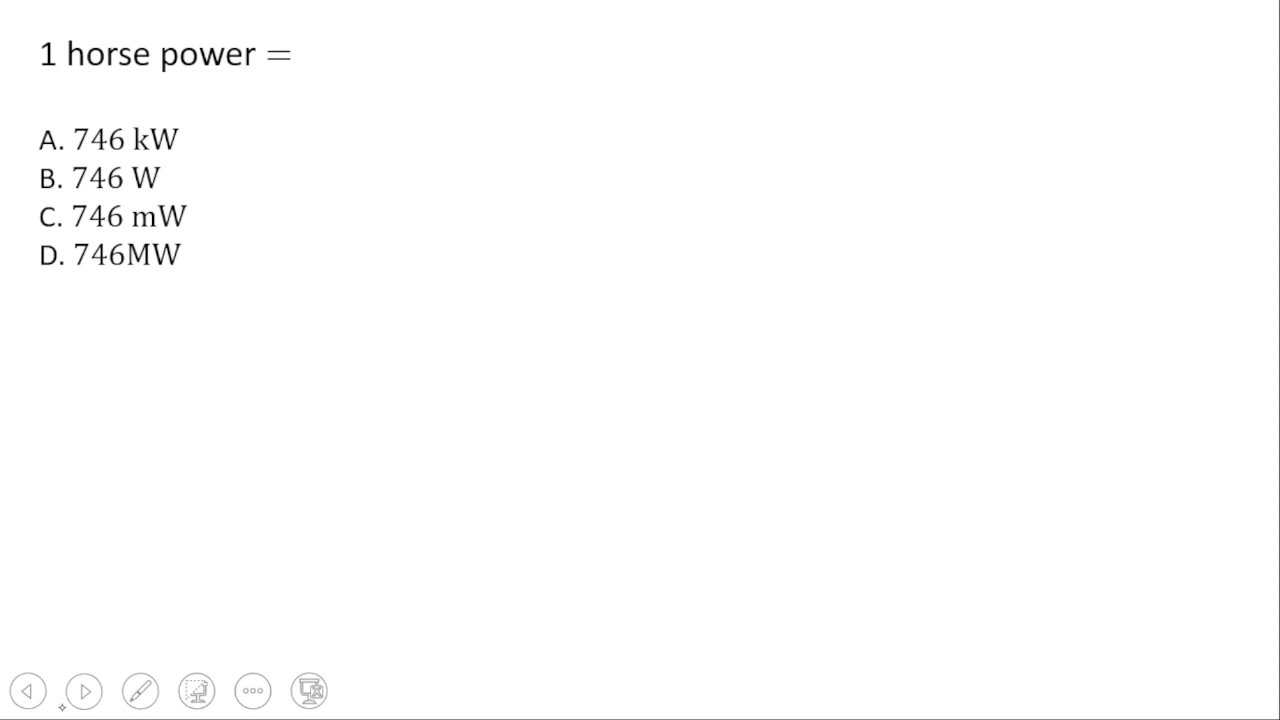 1 horse power =
A. 746 kW
B. 746 W
C. 746 mW
D. 746MW